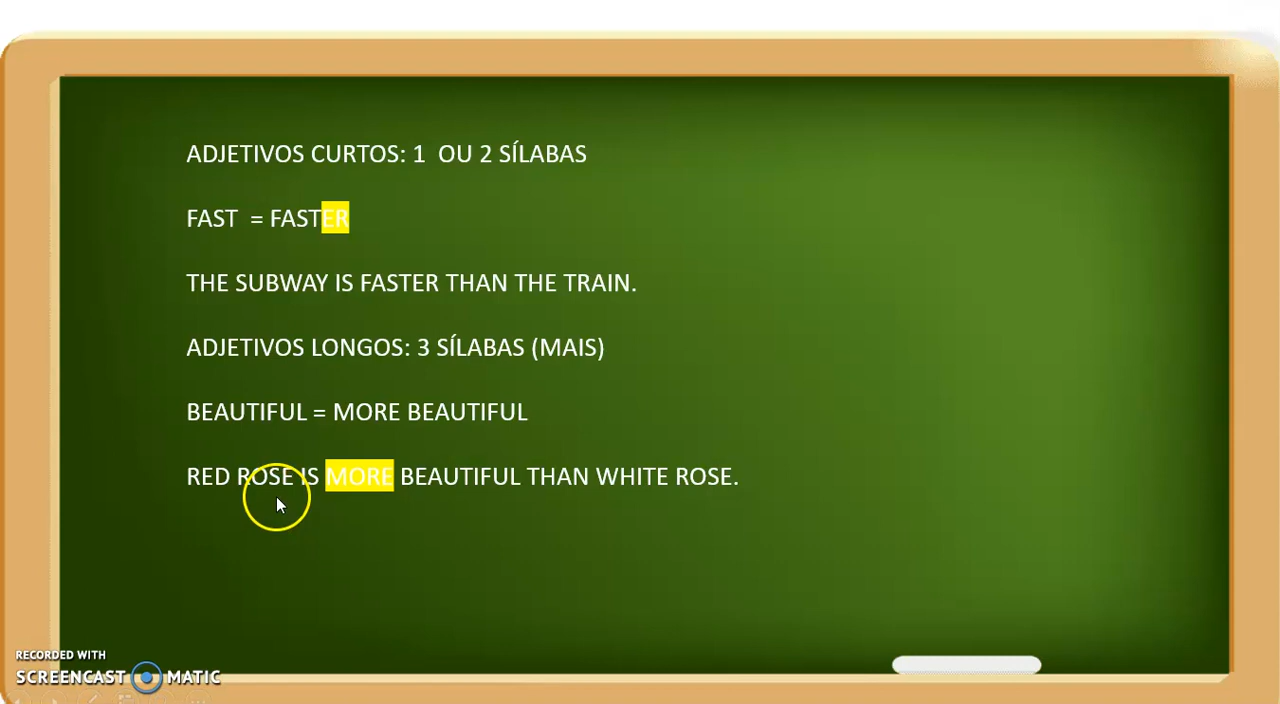 ADJETIVOS CURTOS: 1  OU 2 SÍLABAS
FAST  = FASTER
THE SUBWAY IS FASTER THAN THE TRAIN.
ADJETIVOS LONGOS: 3 SÍLABAS (MAIS)
BEAUTIFUL = MORE BEAUTIFUL
RED ROSE IS MORE BEAUTIFUL THAN WHITE ROSE.
RECORDED WITH
SCREENCAST MATIC